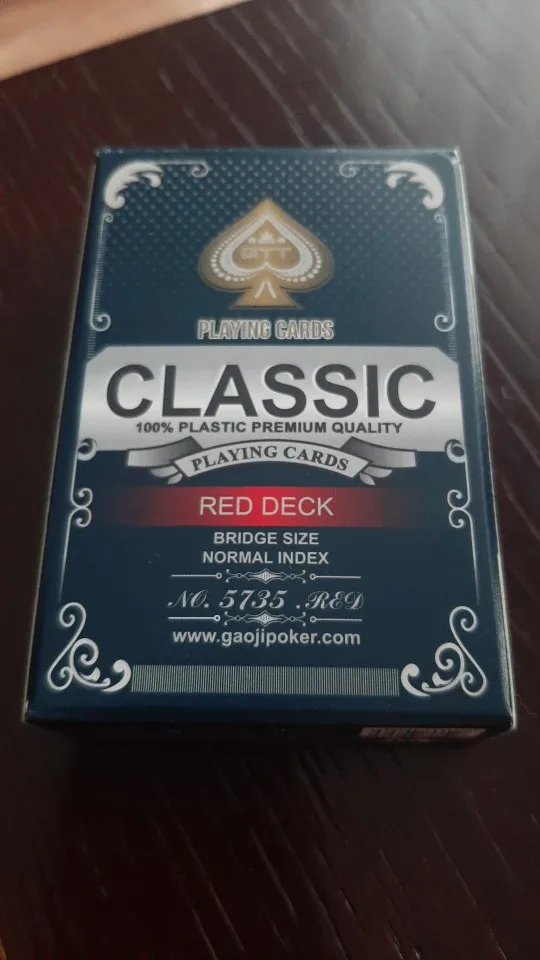 PLAYING CARDS
CLASSIC
100% PLASTIC PREMIUM QUALITY
PLAYING CARDS
RED DECK
BRIDGE SIZE
NORMAL INDEX
NO. 5735 .RED
www.gaojipoker.com